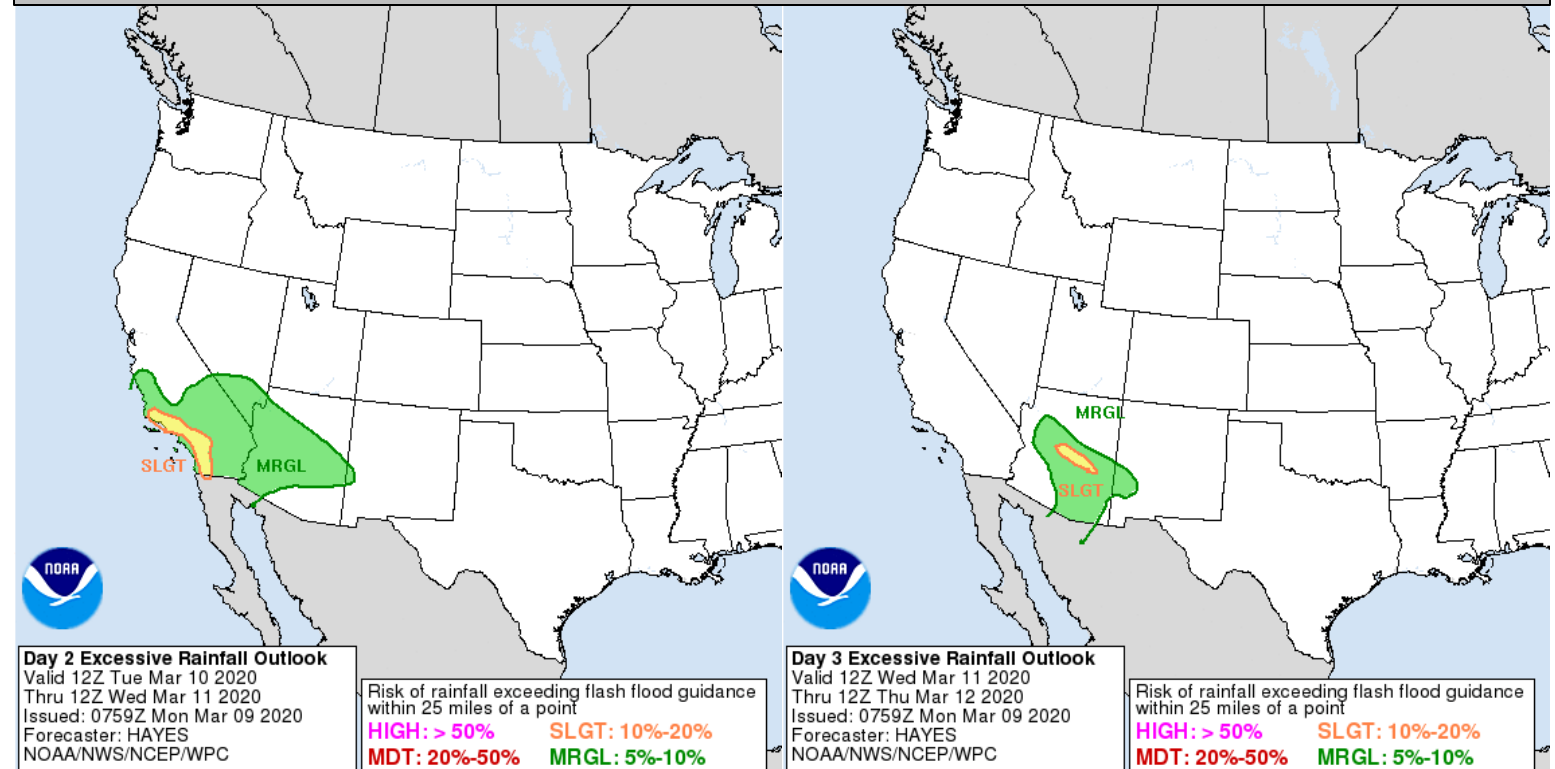 SLGT
MRGL
NOAA
Day 2 Excessive Rainfall Outlook
Valid 12Z Tue Mar 10 2020
Thru 12Z Wed Mar 11 2020
Issued: 0759Z Mon Mar 09 2020
Forecaster: HAYES
NOAA/NWS/NCEP/WPC
Risk of rainfall exceeding flash flood guidance
within 25 miles of a point
HIGH: > 50% SLGT: 10%-20%
MDT: 20%-50% MRGL: 5%-10%
MRGL
SLGT
NOAA
Day 3 Excessive Rainfall Outlook
Valid 12Z Wed Mar 11 2020
Thru 12Z Thu Mar 12 2020
Issued: 0759Z Mon Mar 09 2020
Forecaster: HAYES
NOAA/NWS/NCEP/WPC
Risk of rainfall exceeding flash flood guidance
within 25 miles of a point
HIGH: > 50% SLGT: 10%-20%
MDT: 20%-50% MRGL: 5%-10%